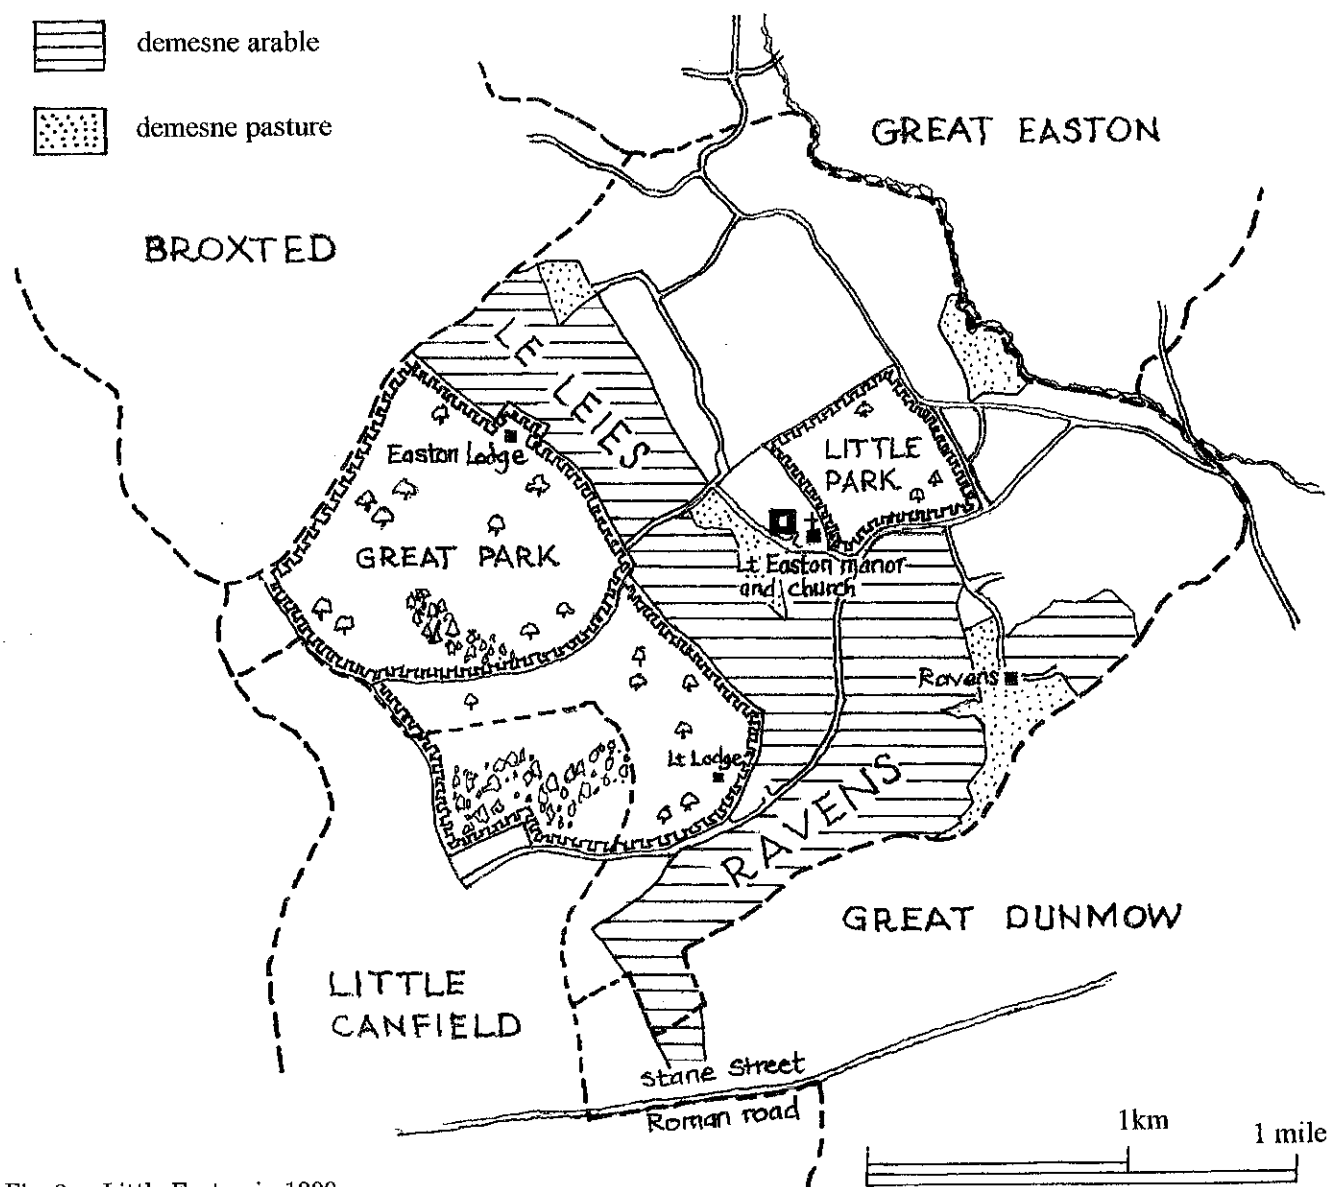 demesne arable
demesne pasture
GREAT EASTON
BROXTED
LE LEIES
Easton Lodge
LITTLE
PARK
GREAT PARK
Lt Easton manor
and church
Ravens
Lt Lodge
RAVENS
GREAT DUNMOW
LITTLE
CANFIELD
Stane Street
Roman road
1km
1 mile